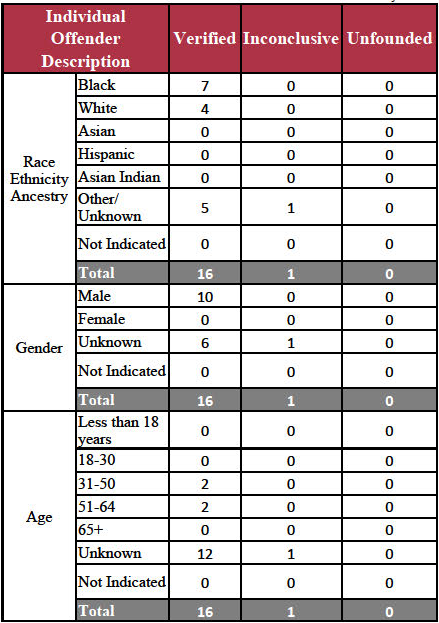 Individual
Offender
Description
Verified Inconclusive Unfounded
Race
Ethnicity
Ancestry
Black 7 0 0
White 4 0 0
Asian 0 0 0
Hispanic 0 0 0
Asian Indian 0 0 0
Other/
Unknown 5 1 0
Not Indicated 0 0 0
Total 16 1 0
Gender
Male 10 0 0
Female 0 0 0
Unknown 6 1 0
Not Indicated 0 0 0
Total 16 1 0
Age
Less than 18
years 0 0 0
18-30 0 0 0
31-50 2 0 0
51-64 2 0 0
65+ 0 0 0
Unknown 12 1 0
Not Indicated 0 0 0
Total 16 1 0